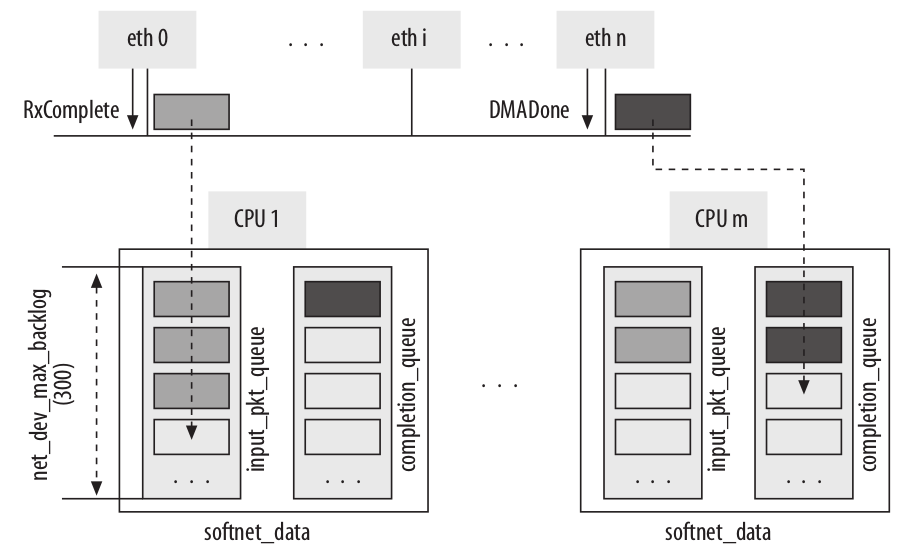 eth 0
. . .
eth i
. . .
eth n
RxComplete
DMADone
CPU 1
CPU m
net_dev_max_backlog
(300)
input_pkt_queue
completion_queue
. . .
input_pkt_queue
completion_queue
. . .
. . .
. . .
. . .
softnet_data
softnet_data